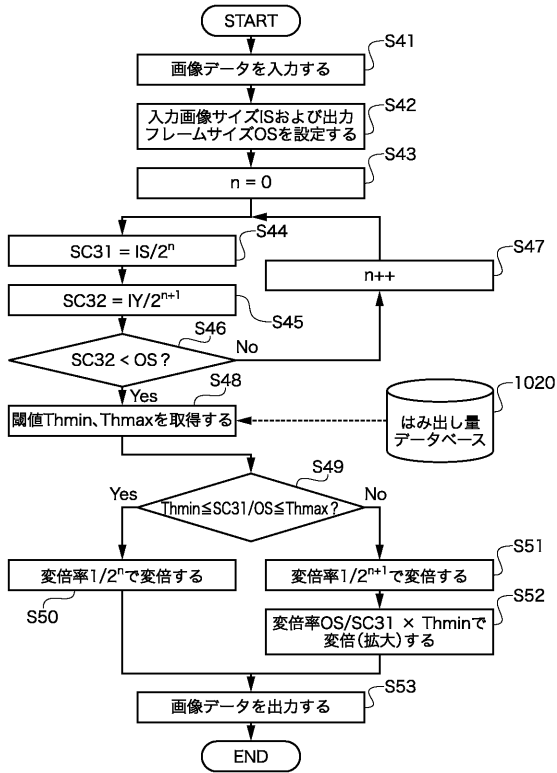 START
S41
画像データを入力する
S42
入力画像サイズISおよび出力
フレームサイズOSを設定する
S43
n = 0
S44
SC31 = IS/2ⁿ
S47
n++
SC32 = IY/2ⁿ⁺¹
S45
S46
SC32 < OS?
No
Yes
S48
閾値Thmin、Thmaxを取得する
1020
はみ出し量
データベース
S49
Thmin≦SC31/OS≦Thmax?
Yes
No
変倍率1/2ⁿで変倍する
S50
S51
変倍率1/2ⁿ⁺¹で変倍する
S52
変倍率OS/SC31 × Thminで
変倍(拡大)する
S53
画像データを出力する
END